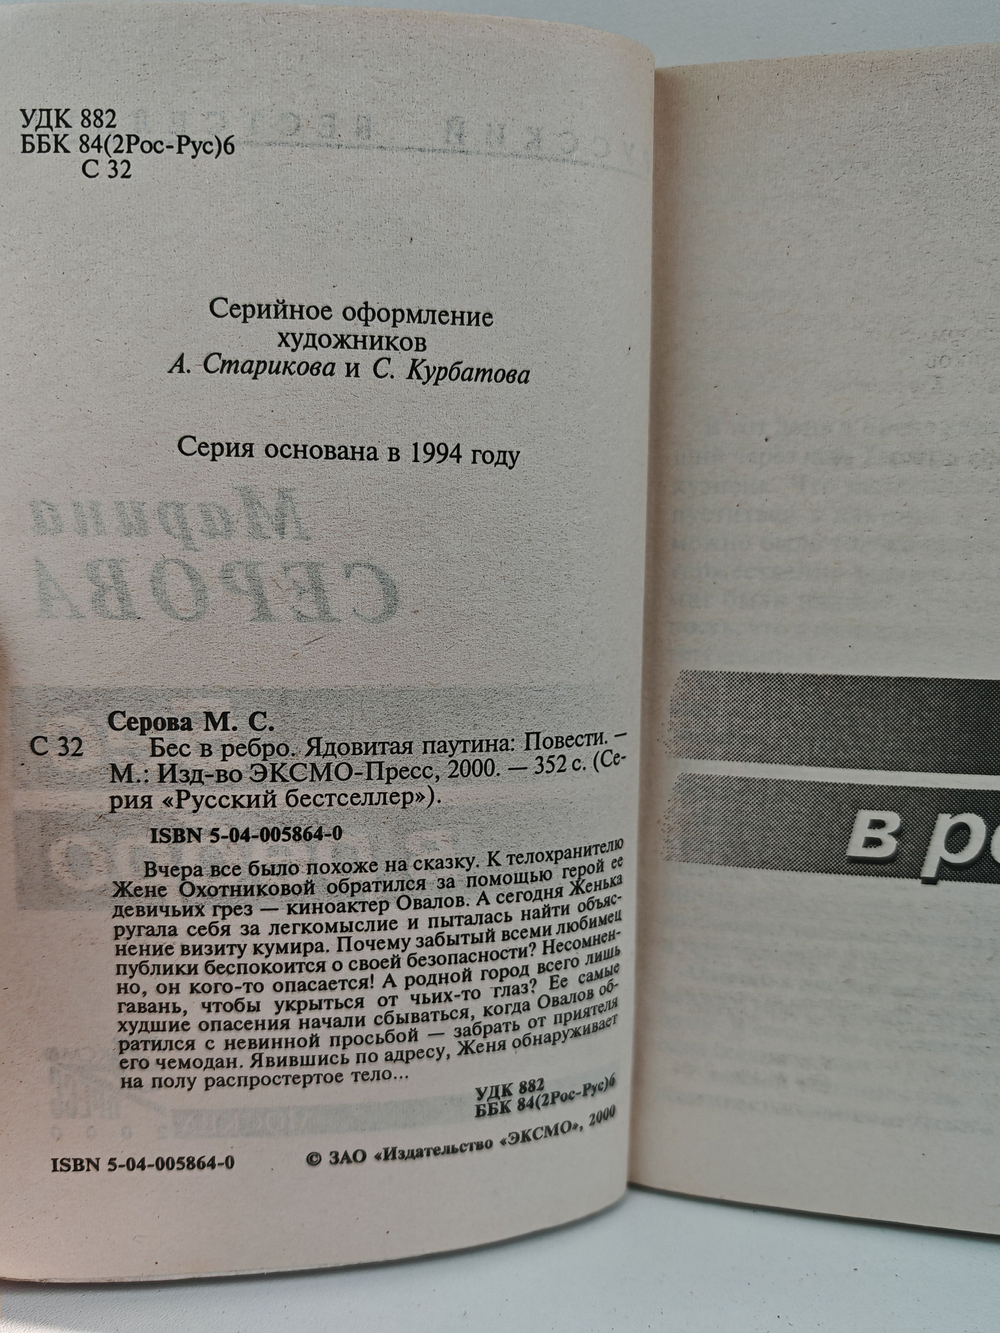 УДК 882
ББК 84(2Рос-Рус)6
С 32
Серийное оформление
художников
А. Старикова и С. Курбатова
Серия основана в 1994 году
Марина
СЕРОВА
Серова М. С.
С 32 Бес в ребро. Ядовитая паутина: Повести. —
М.: Изд-во ЭКСМО-Пресс, 2000. — 352 с. (Се-
рия «Русский бестселлер»).
ISBN 5-04-005864-0
Вчера все было похоже на сказку. К телохранителю
Жене Охотниковой обратился за помощью герой ее
девичьих грез — киноактер Овалов. А сегодня Женька
ругала себя за легкомыслие и пыталась найти объяс-
нение визиту кумира. Почему забытый всеми любимец
публики беспокоится о своей безопасности? Несомнен-
но, он кого-то опасается! А родной город всего лишь
гавань, чтобы укрыться от чьих-то глаз? Ее самые
худшие опасения начали сбываться, когда Овалов об-
ратился с невинной просьбой — забрать от приятеля
его чемодан. Явившись по адресу, Женя обнаруживает
на полу распростертое тело...
УДК 882
ББК 84(2Рос-Рус)6
ISBN 5-04-005864-0 © ЗАО «Издательство «ЭКСМО», 2000
в ре